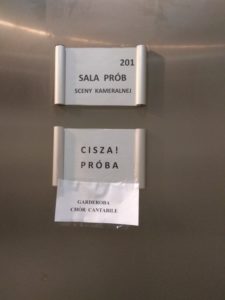 201
SALA PRÓB
SCENY KAMERALNEJ
CISZA!
PRÓBA
GARDEROBA
CHÓR CANTABILE